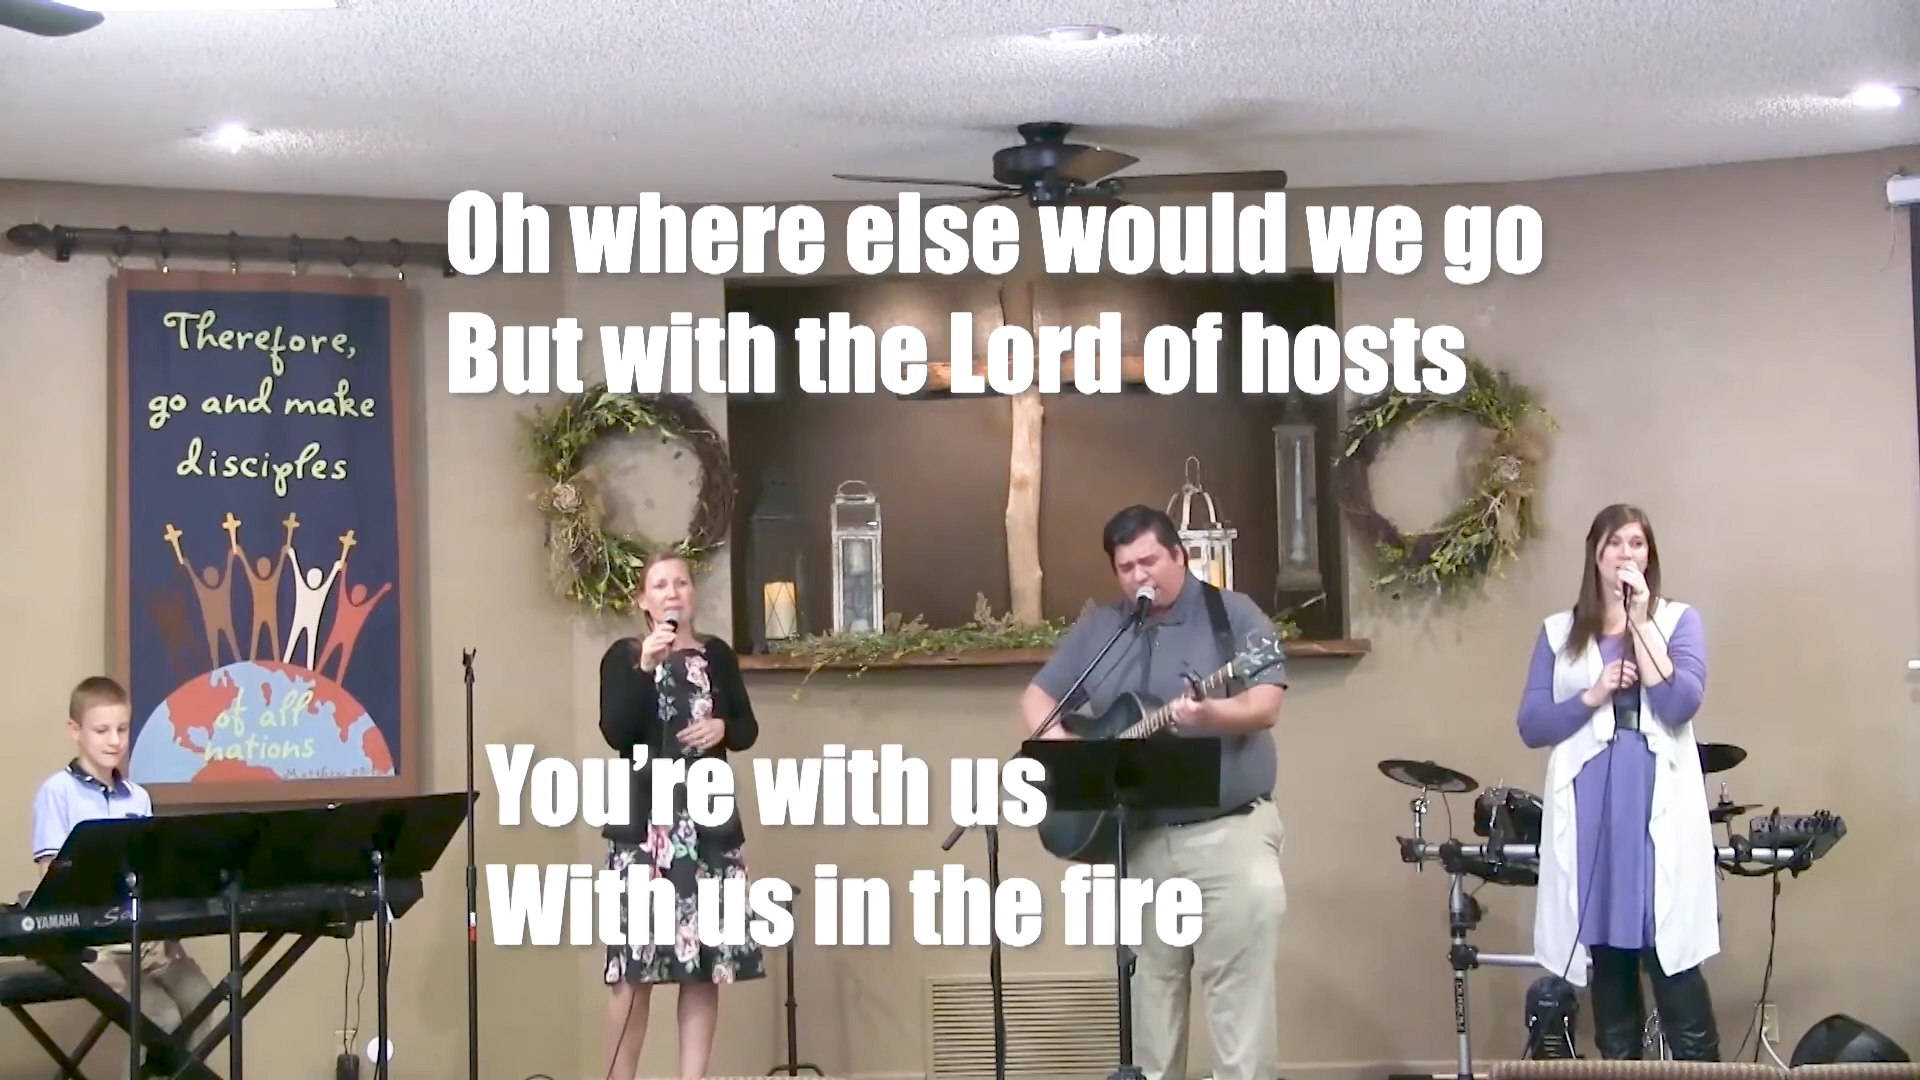 Oh where else would we go
But with the Lord of hosts
Therefore,
go and make
disciples
of all
nations
You're with us
With us in the fire
YAMAHA